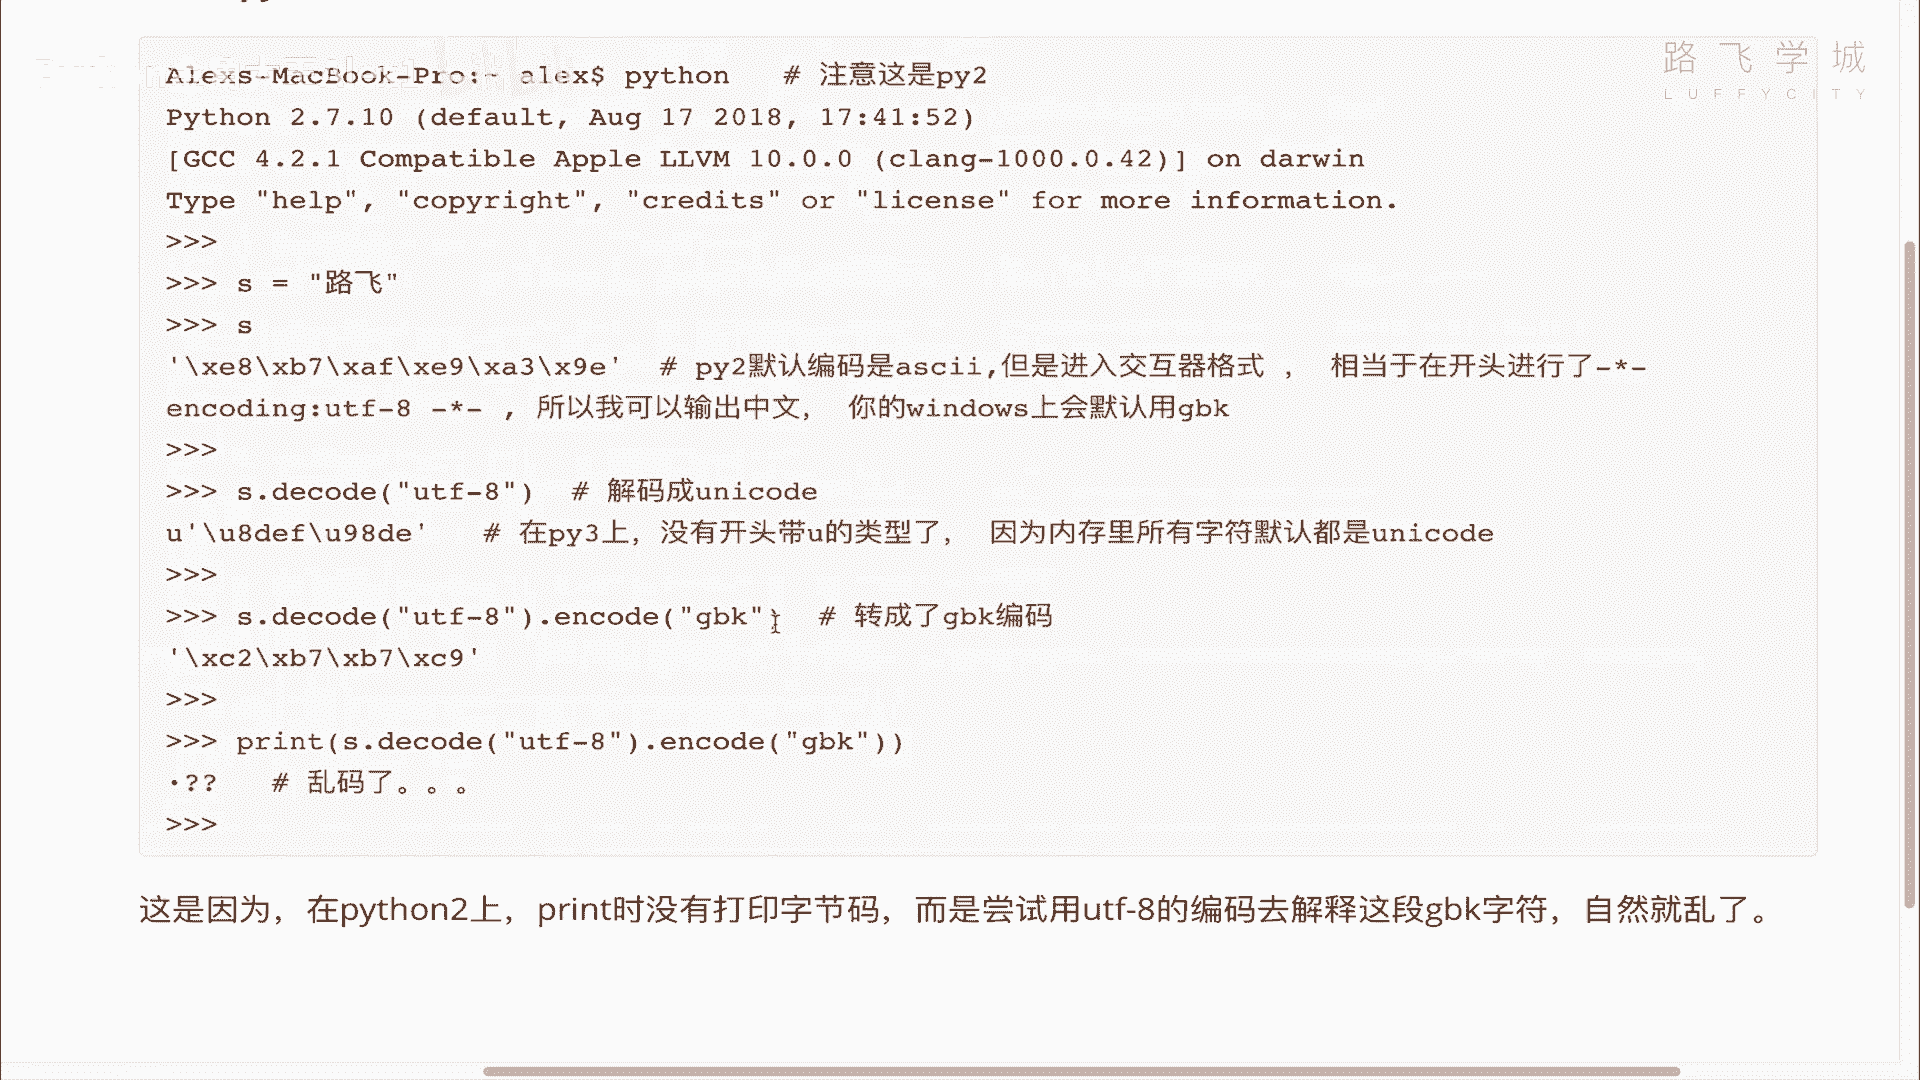 路飞学城
LUFFYCITY
Alexs-MacBook-Pro:~ alex$ python   # 注意这是py2
Python 2.7.10 (default, Aug 17 2018, 17:41:52)
[GCC 4.2.1 Compatible Apple LLVM 10.0.0 (clang-1000.0.42)] on darwin
Type "help", "copyright", "credits" or "license" for more information.
>>>
>>> s = "路飞"
>>> s
'\xe8\xb7\xaf\xe9\xa3\x9e'  # py2默认编码是ascii,但是进入交互器格式 ， 相当于在开头进行了-*-
encoding:utf-8 -*- , 所以我可以输出中文， 你的windows上会默认用gbk
>>>
>>> s.decode("utf-8")  # 解码成unicode
u'\u8def\u98de'   # 在py3上，没有开头带u的类型了， 因为内存里所有字符默认都是unicode
>>>
>>> s.decode("utf-8").encode("gbk")  # 转成了gbk编码
'\xc2\xb7\xb7\xc9'
>>>
>>> print(s.decode("utf-8").encode("gbk"))
·??   # 乱码了。。。
>>>
这是因为，在python2上，print时没有打印字节码，而是尝试用utf-8的编码去解释这段gbk字符，自然就乱了。